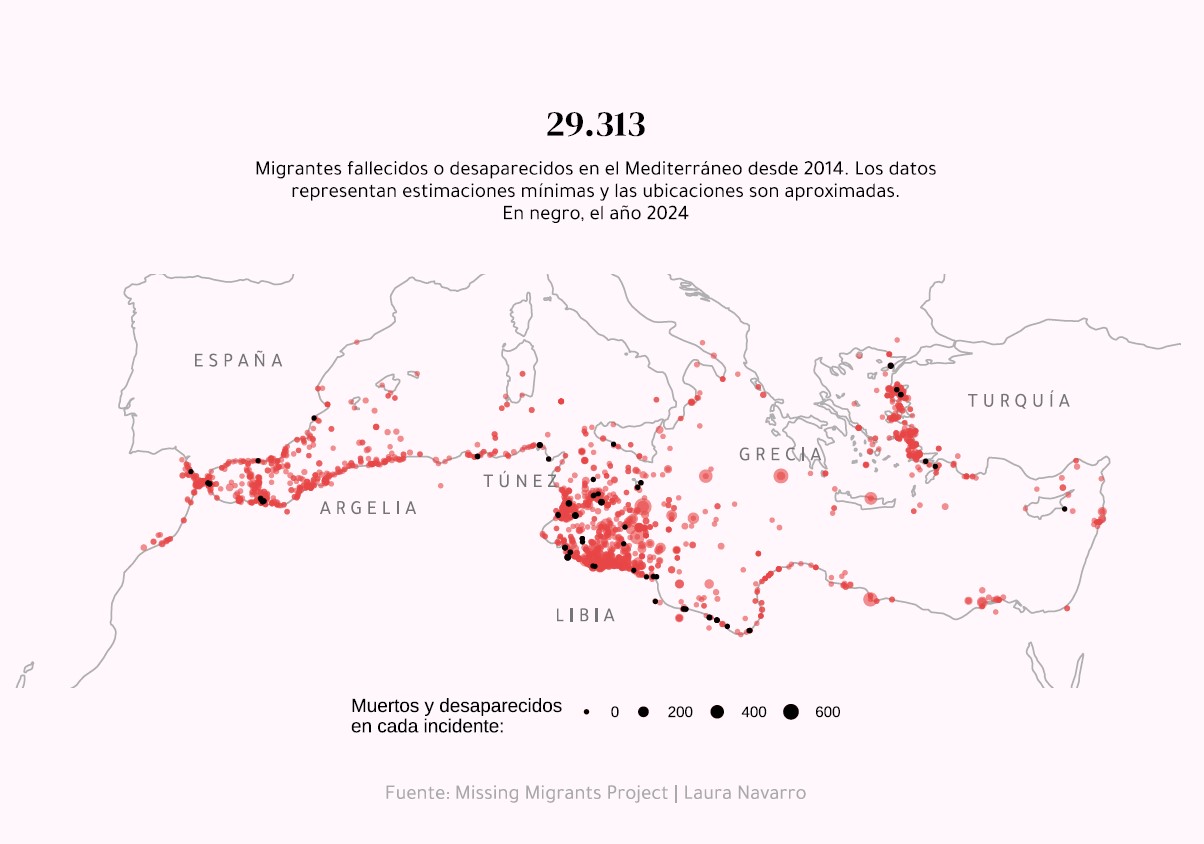 29.313
Migrantes fallecidos o desaparecidos en el Mediterráneo desde 2014. Los datos
representan estimaciones mínimas y las ubicaciones son aproximadas.
En negro, el año 2024
ESPAÑA
TURQUÍA
GRECIA
TÚNEZ
ARGELIA
LIBIA
Muertos y desaparecidos
en cada incidente:
0 200 400 600
Fuente: Missing Migrants Project | Laura Navarro